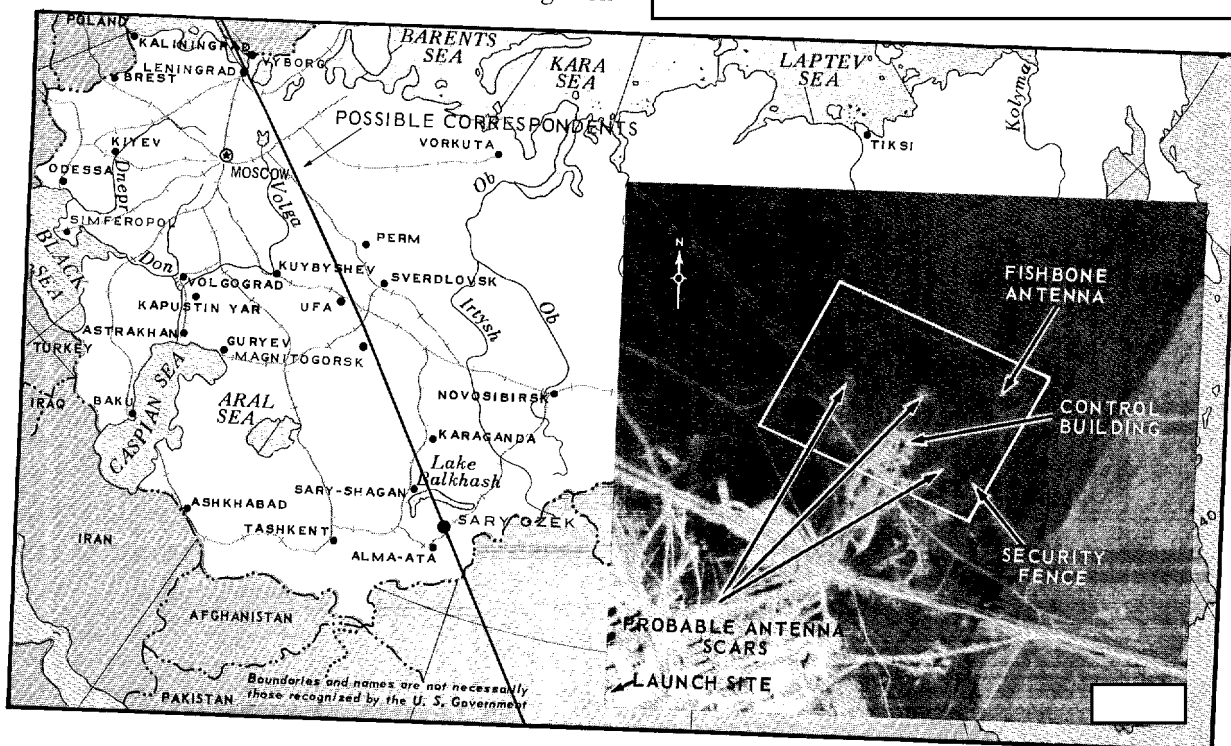 POLAND
KALININGRAD
LENINGRAD
VYBORG
BREST
BARENTS
SEA
KARA
SEA
LAPTEV
SEA
Kolyma
TIKSI
POSSIBLE CORRESPONDENTS
VORKUTA
Ob
KIYEV
Dnepr
ODESSA
MOSCOW
Volga
SIMFEROPOL
BLACK
SEA
Don
PERM
KUYBYSHEV
SVERDLOVSK
VOLGOGRAD
KAPUSTIN YAR
UFA
Irtysh
Ob
ASTRAKHAN
GURYEV
MAGNITOGORSK
TURKEY
IRAQ
BAKU
CASPIAN SEA
ARAL
SEA
NOVOSIBIRSK
KARAGANDA
Lake
Balkhash
SARY-SHAGAN
SARY OZEK
ASHKHABAD
TASHKENT
ALMA-ATA
IRAN
AFGHANISTAN
PAKISTAN
Boundaries and names are not necessarily
those recognized by the U. S. Government
N
FISHBONE
ANTENNA
CONTROL
BUILDING
SECURITY
FENCE
PROBABLE ANTENNA
SCARS
LAUNCH SITE
40